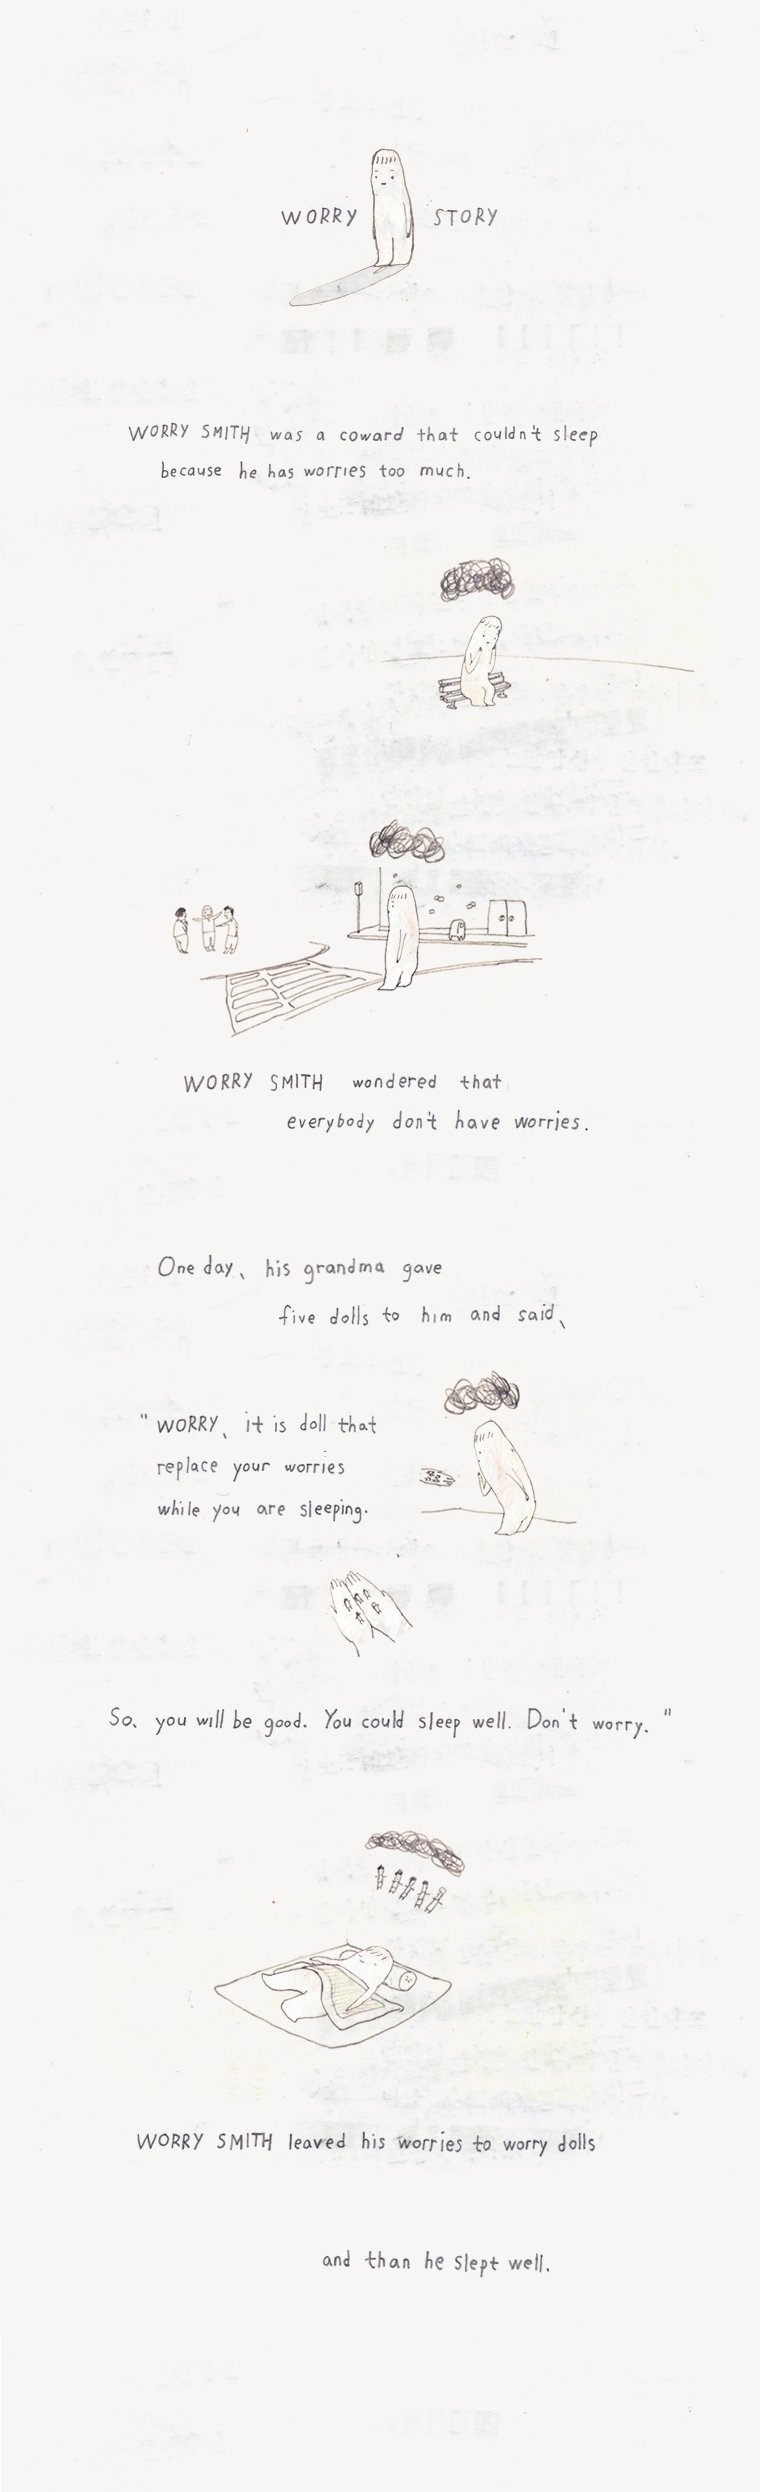 WORRY STORY
WORRY SMITH was a coward that couldn't sleep
because he has worries too much.
WORRY SMITH wondered that
everybody don't have worries.
One day、his grandma gave
five dolls to him and said、
"WORRY、it is doll that
replace your worries
while you are sleeping.
So、you will be good. You could sleep well. Don't worry."
WORRY SMITH leaved his worries to worry dolls
and than he slept well.